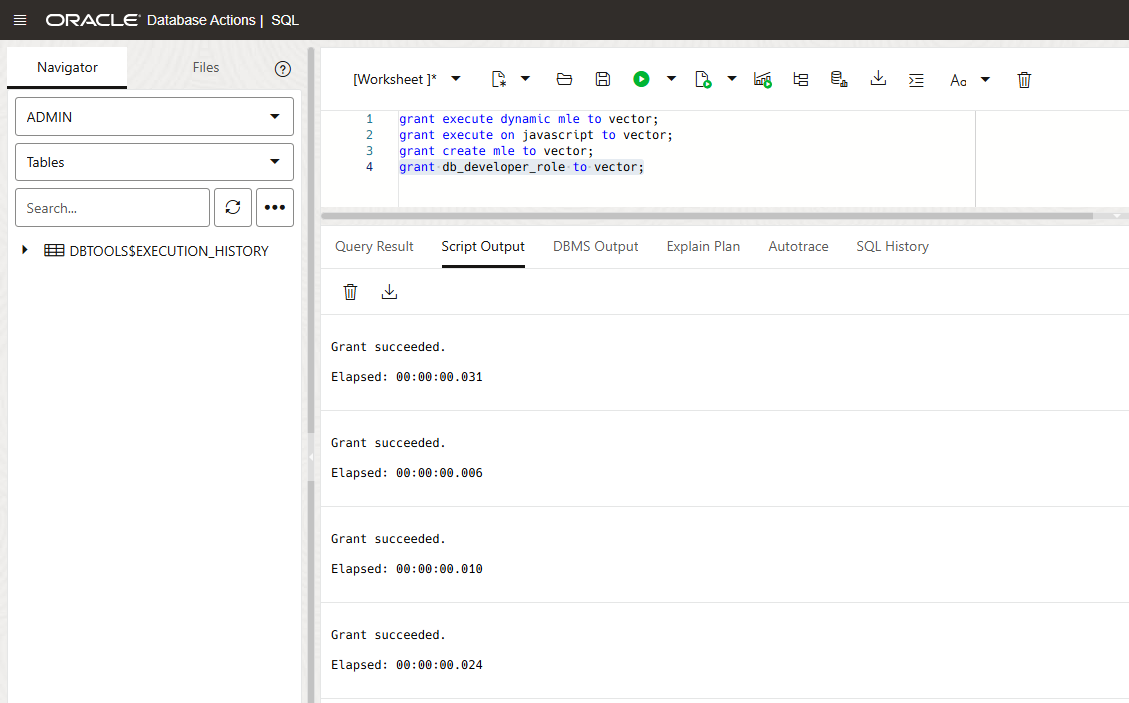 ORACLE Database Actions | SQL
Navigator
Files
ADMIN
Tables
Search...
DBTOOLS$EXECUTION_HISTORY
[Worksheet ]*
Aa
1 grant execute dynamic mle to vector;
2 grant execute on javascript to vector;
3 grant create mle to vector;
4 grant db_developer_role to vector;
Query Result Script Output DBMS Output Explain Plan Autotrace SQL History
Grant succeeded.
Elapsed: 00:00:00.031
Grant succeeded.
Elapsed: 00:00:00.006
Grant succeeded.
Elapsed: 00:00:00.010
Grant succeeded.
Elapsed: 00:00:00.024